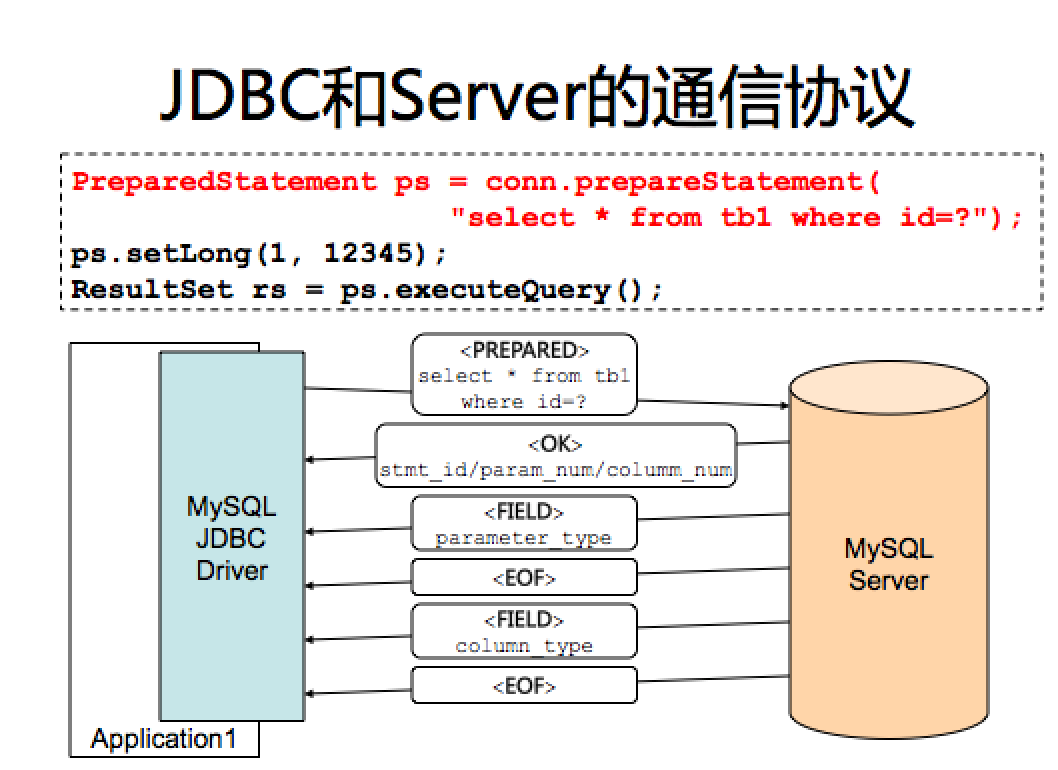 JDBC和Server的通信协议
PreparedStatement ps = conn.prepareStatement(
"select * from tb1 where id=?");
ps.setLong(1, 12345);
ResultSet rs = ps.executeQuery();
<PREPARED>
select * from tb1
where id=?
<OK>
stmt_id/param_num/columm_num
<FIELD>
parameter_type
<EOF>
<FIELD>
column_type
<EOF>
MySQL
JDBC
Driver
MySQL
Server
Application1